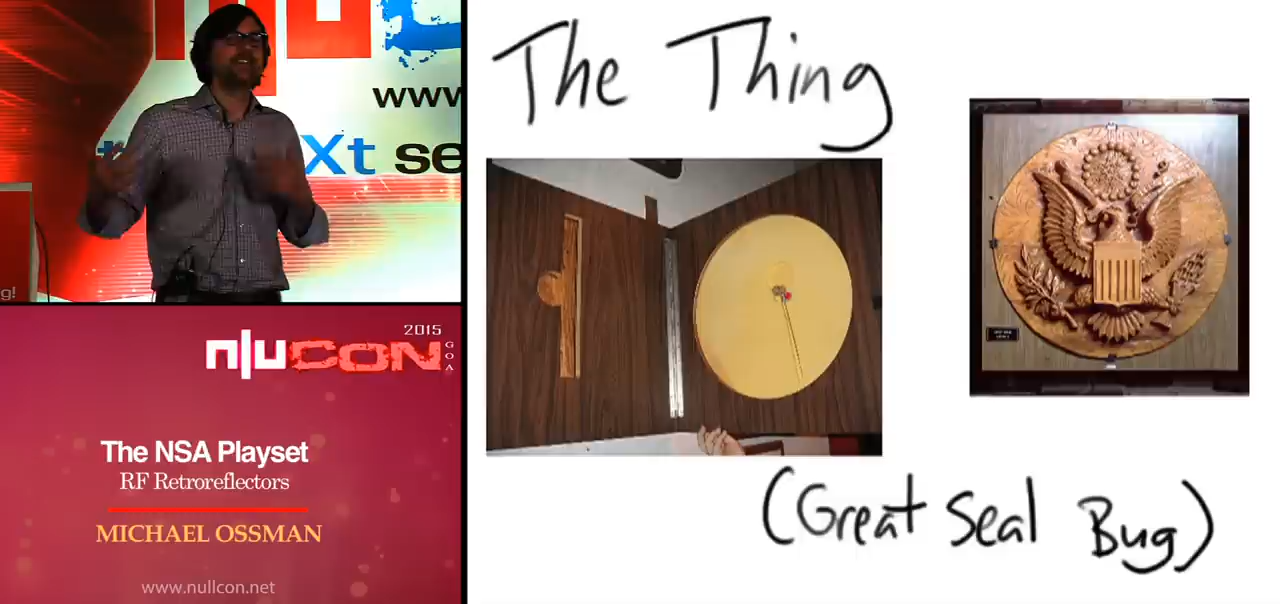 www
Xt se
g!
n|u CON
2015
GOA
The NSA Playset
RF Retroreflectors
MICHAEL OSSMAN
www.nullcon.net
The Thing
(Great Seal Bug)